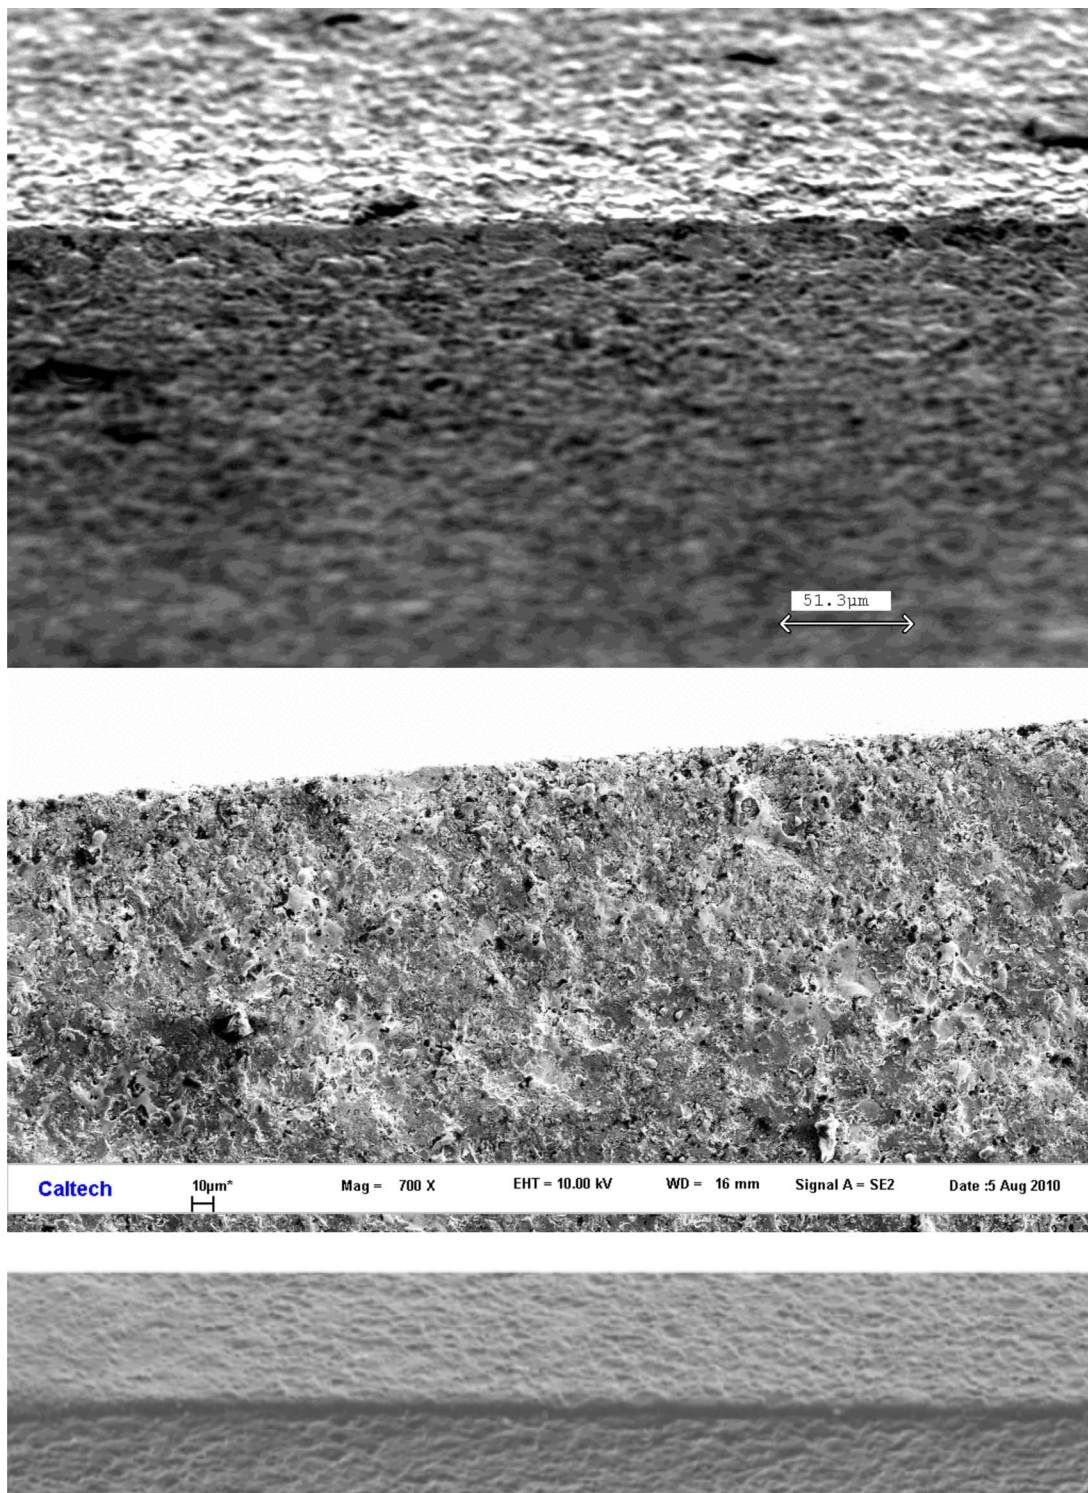 51.3µm
Caltech 10µm* Mag = 700 X EHT = 10.00 kV WD = 16 mm Signal A = SE2 Date :5 Aug 2010